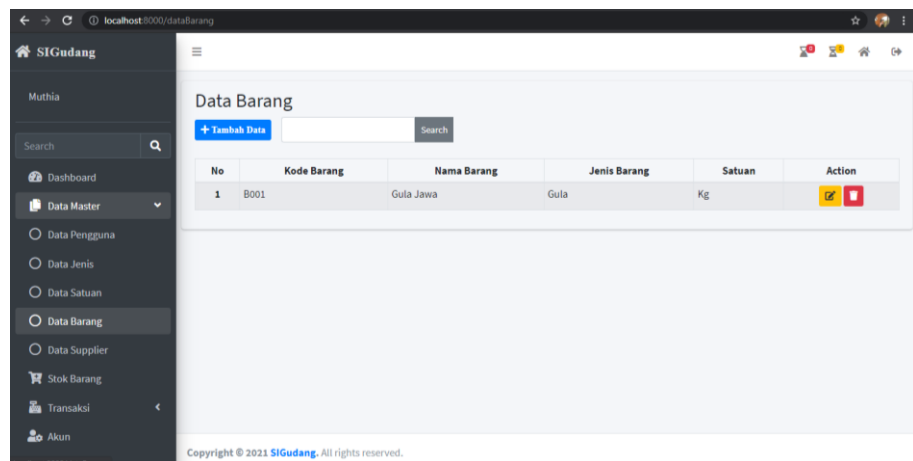 localhost:8000/dataBarang
SIGudang
Muthia
Search
Dashboard
Data Master
Data Pengguna
Data Jenis
Data Satuan
Data Barang
Data Supplier
Stok Barang
Transaksi
Akun
Data Barang
+ Tambah Data Search
No Kode Barang Nama Barang Jenis Barang Satuan Action
1 B001 Gula Jawa Gula Kg
Copyright © 2021 SIGudang. All rights reserved.